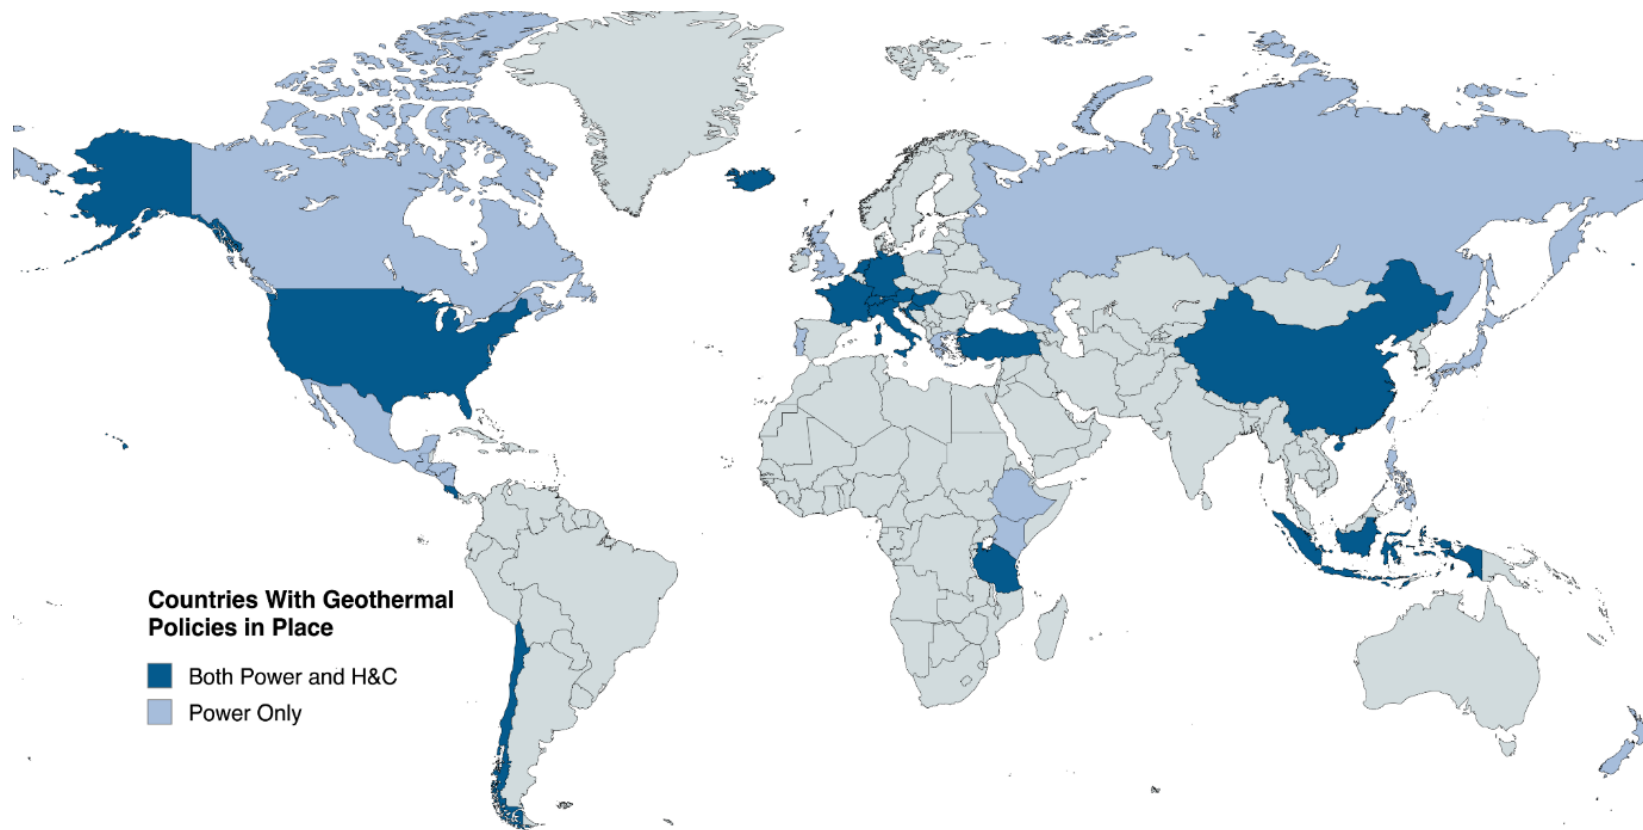 Countries With Geothermal
Policies in Place
Both Power and H&C
Power Only